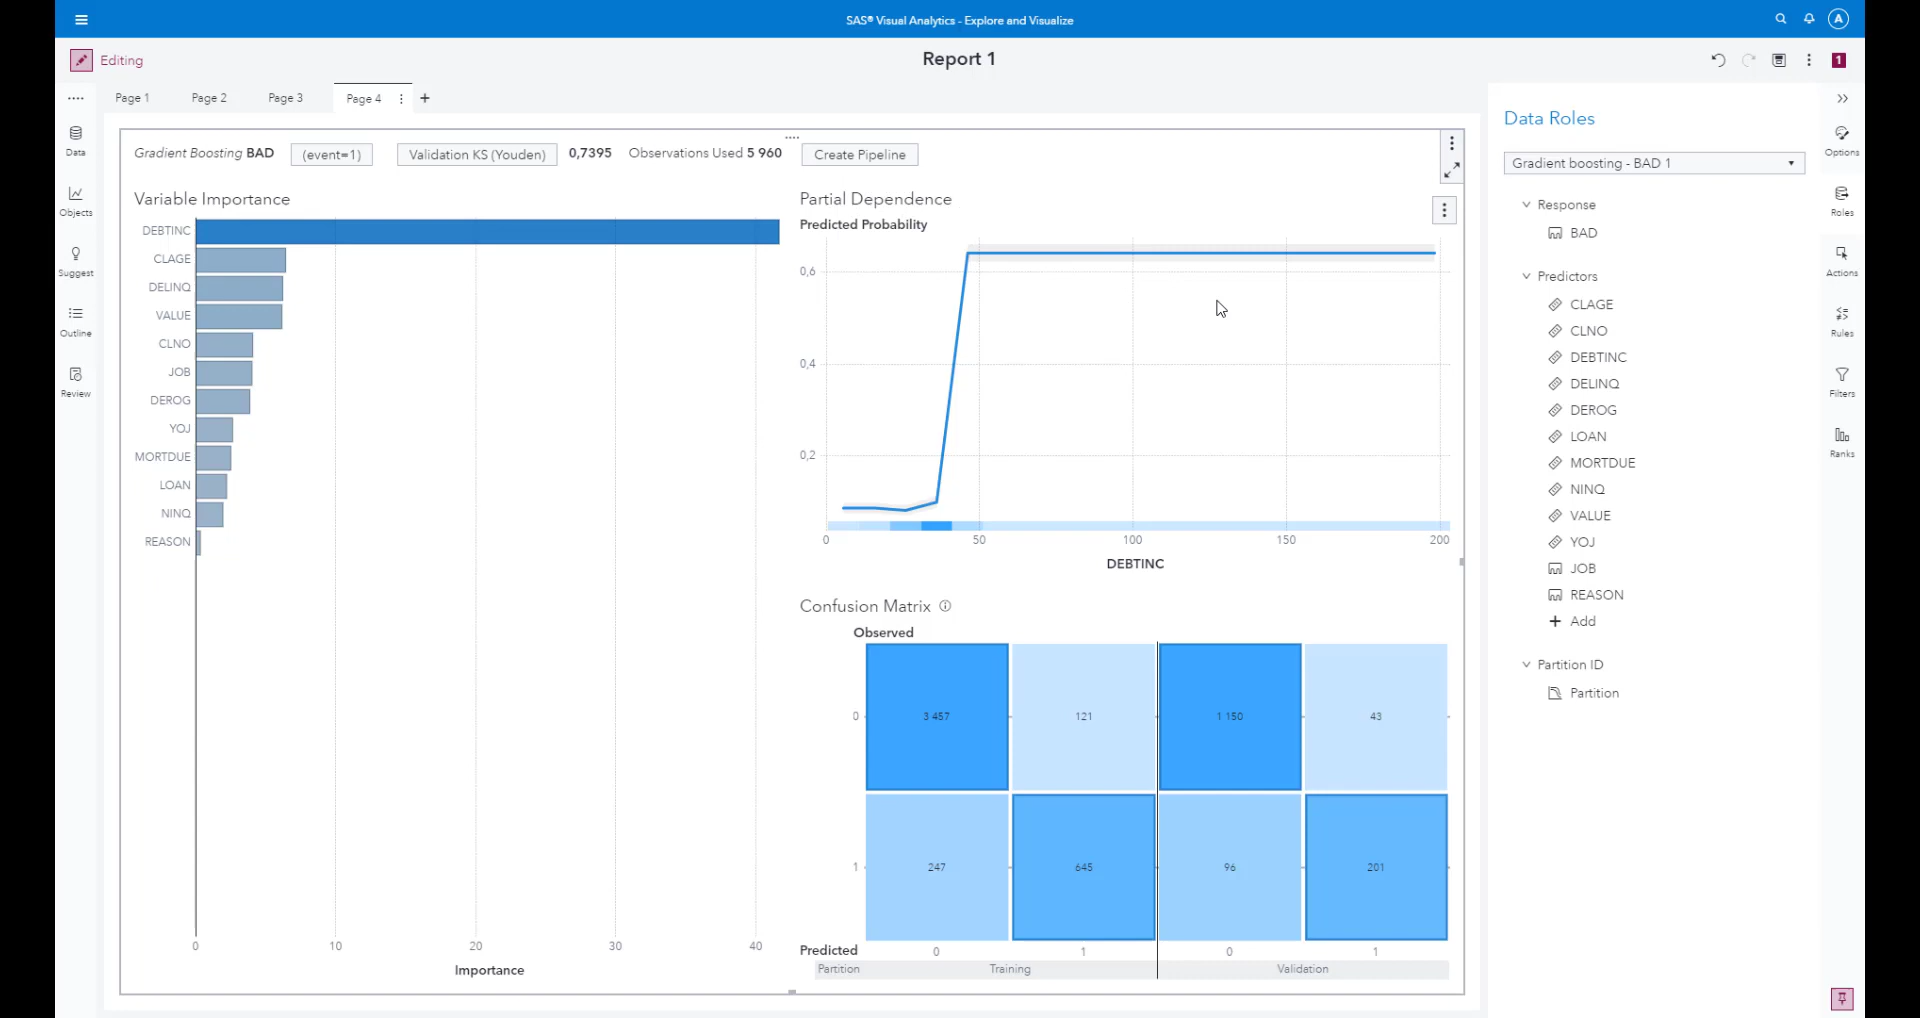 SAS® Visual Analytics - Explore and Visualize
A
Editing
Report 1
1
Page 1
Page 2
Page 3
Page 4
Data
Objects
Suggest
Outline
Review
Gradient Boosting BAD
(event=1)
Validation KS (Youden)
0,7395
Observations Used 5 960
Create Pipeline
Variable Importance
DEBTINC
CLAGE
DELINQ
VALUE
CLNO
JOB
DEROG
YOJ
MORTDUE
LOAN
NINQ
REASON
0
10
20
30
40
Importance
Partial Dependence
Predicted Probability
0,6
0,4
0,2
0
50
100
150
200
DEBTINC
Confusion Matrix
Observed
0
3 457
121
1 150
43
1
247
645
96
201
Predicted
0
1
0
1
Partition
Training
Validation
Data Roles
Gradient boosting - BAD 1
Response
BAD
Predictors
CLAGE
CLNO
DEBTINC
DELINQ
DEROG
LOAN
MORTDUE
NINQ
VALUE
YOJ
JOB
REASON
Add
Partition ID
Partition
Options
Roles
Actions
Rules
Filters
Ranks